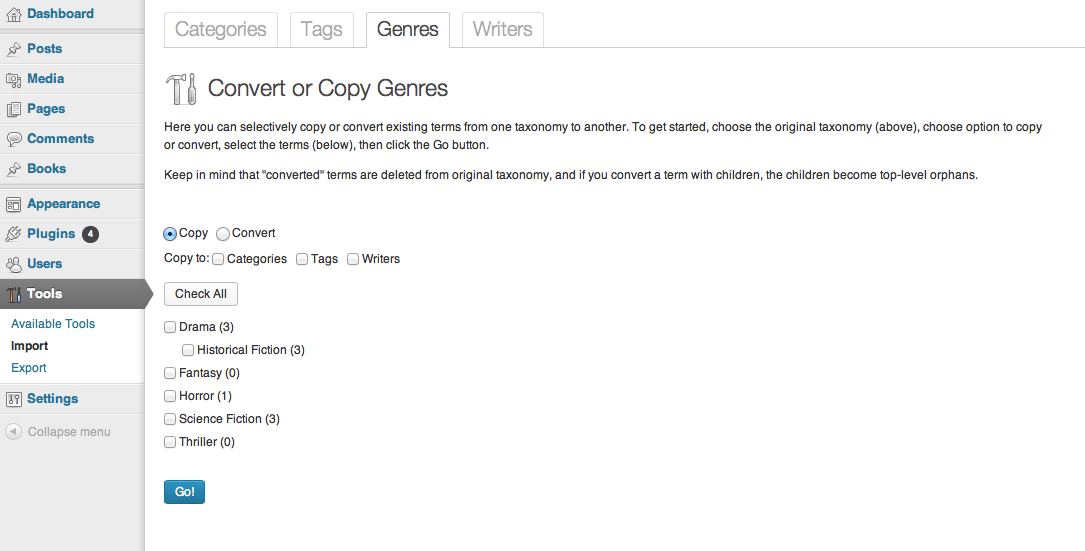 Dashboard
Posts
Media
Pages
Comments
Books
Appearance
Plugins 4
Users
Tools
Available Tools
Import
Export
Settings
Collapse menu
Categories Tags Genres Writers
Convert or Copy Genres
Here you can selectively copy or convert existing terms from one taxonomy to another. To get started, choose the original taxonomy (above), choose option to copy
or convert, select the terms (below), then click the Go button.
Keep in mind that "converted" terms are deleted from original taxonomy, and if you convert a term with children, the children become top-level orphans.
Copy Convert
Copy to: Categories Tags Writers
Check All
Drama (3)
Historical Fiction (3)
Fantasy (0)
Horror (1)
Science Fiction (3)
Thriller (0)
Go!